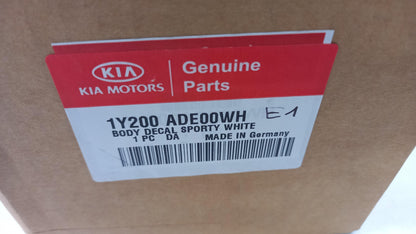 KIA
KIA MOTORS
Genuine
Parts
1Y200 ADE00WH E1
BODY DECAL SPORTY WHITE
1 PC DA MADE IN Germany